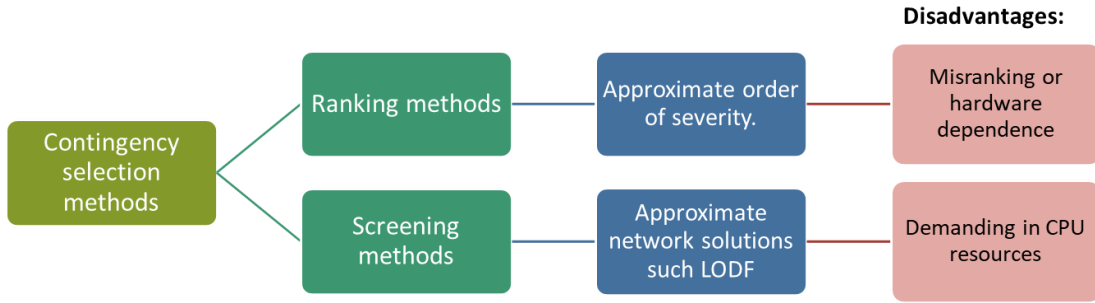 Disadvantages:
Ranking methods
Approximate order
of severity.
Misranking or
hardware
dependence
Contingency
selection
methods
Screening
methods
Approximate
network solutions
such LODF
Demanding in CPU
resources